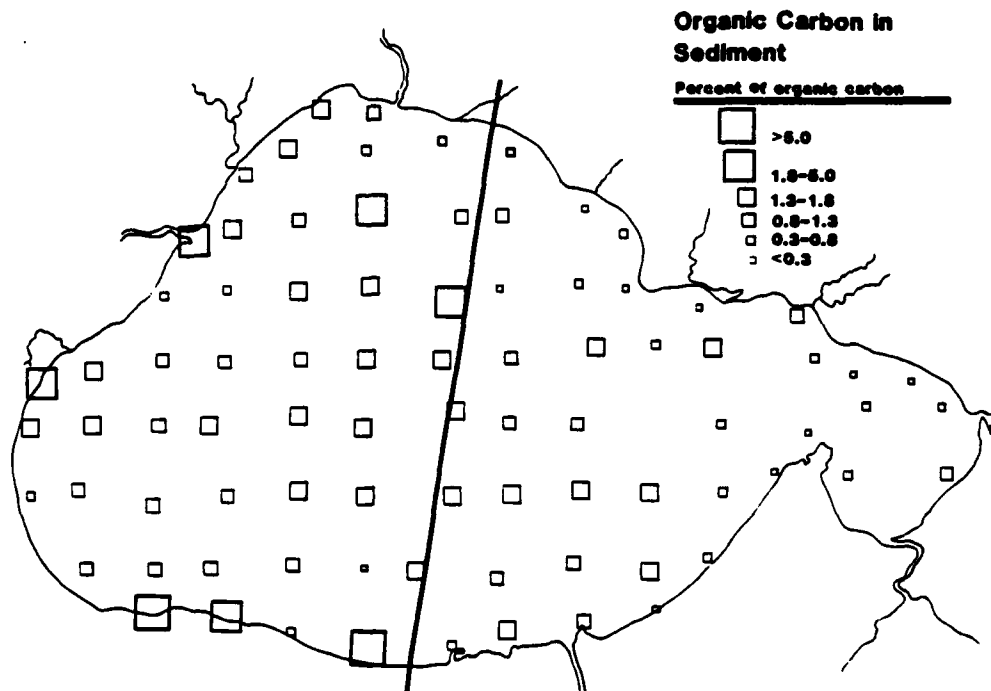 Organic Carbon in
Sediment
Percent of organic carbon
>5.0
1.8-5.0
1.3-1.8
0.8-1.3
0.3-0.8
<0.3